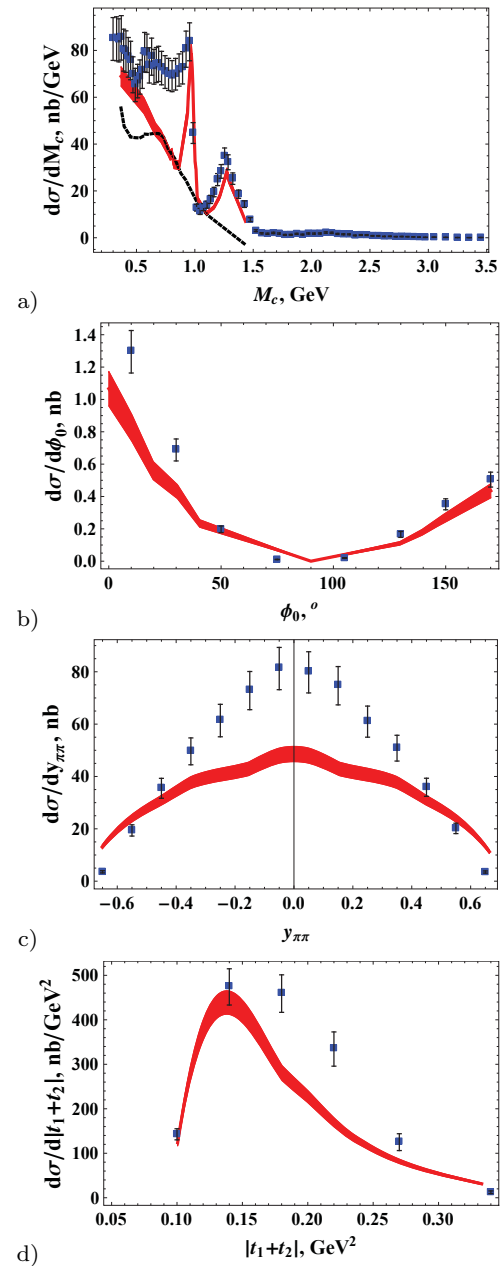 dσ/dM_c, nb/GeV
80
60
40
20
0
0.5 1.0 1.5 2.0 2.5 3.0 3.5
M_c, GeV
a)
dσ/dϕ_0, nb
1.4
1.2
1.0
0.8
0.6
0.4
0.2
0.0
0 50 100 150
ϕ_0, ^o
b)
dσ/dy_ππ, nb
80
60
40
20
0
−0.6 −0.4 −0.2 0.0 0.2 0.4 0.6
y_ππ
c)
dσ/d|t_1+t_2|, nb/GeV^2
500
400
300
200
100
0
0.05 0.10 0.15 0.20 0.25 0.30
|t_1+t_2|, GeV^2
d)